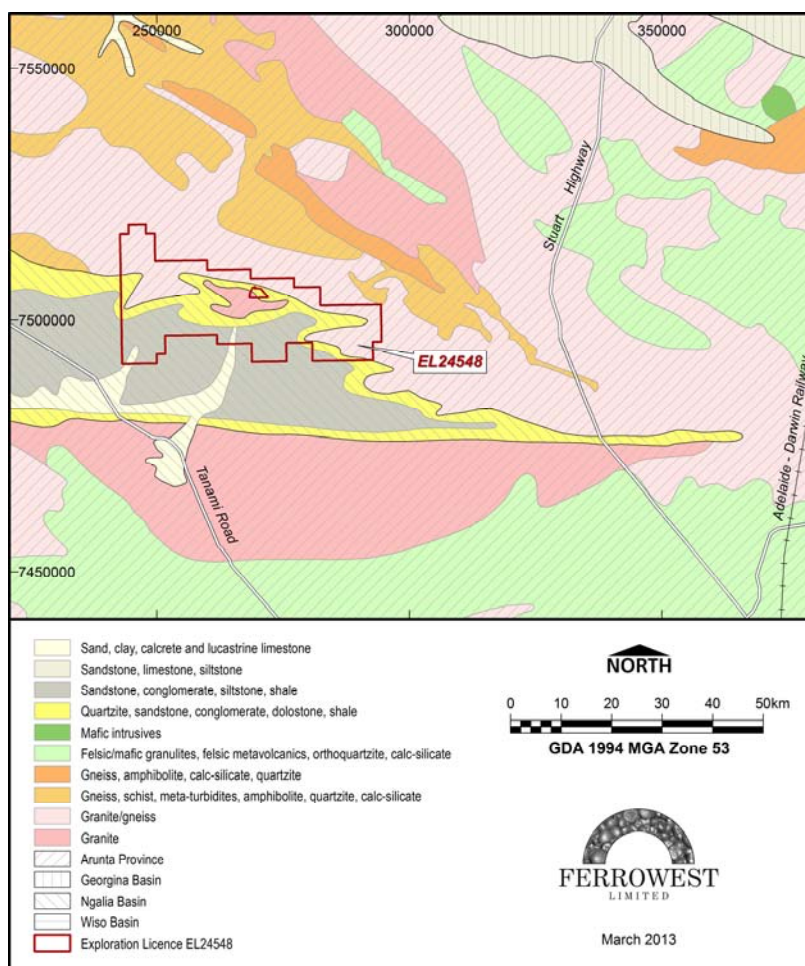 250000
300000
350000
7550000
Stuart Highway
7500000
EL24548
Tanami Road
Adelaide - Darwin Railway
7450000
Sand, clay, calcrete and lucastrine limestone
Sandstone, limestone, siltstone
Sandstone, conglomerate, siltstone, shale
Quartzite, sandstone, conglomerate, dolostone, shale
Mafic intrusives
Felsic/mafic granulites, felsic metavolcanics, orthoquartzite, calc-silicate
Gneiss, amphibolite, calc-silicate, quartzite
Gneiss, schist, meta-turbidites, amphibolite, quartzite, calc-silicate
Granite/gneiss
Granite
Arunta Province
Georgina Basin
Ngalia Basin
Wiso Basin
Exploration Licence EL24548
NORTH
0 10 20 30 40 50km
GDA 1994 MGA Zone 53
FERROWEST
LIMITED
March 2013